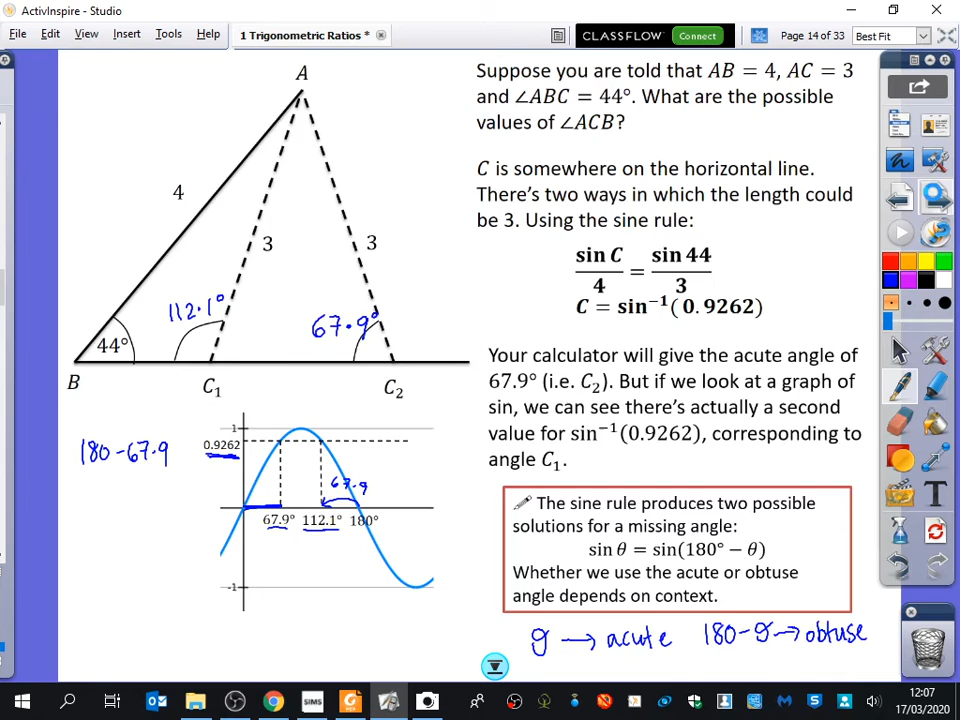 ActivInspire - Studio
File Edit View Insert Tools Help
1 Trigonometric Ratios *
CLASSFLOW Connect
Page 14 of 33
Best Fit
A
4
3
3
112.1°
67.9°
44°
B
C₁
C₂
Suppose you are told that AB = 4, AC = 3
and ∠ABC = 44°. What are the possible
values of ∠ACB?
C is somewhere on the horizontal line.
There's two ways in which the length could
be 3. Using the sine rule:
sin C / 4 = sin 44 / 3
C = sin⁻¹( 0.9262)
Your calculator will give the acute angle of
67.9° (i.e. C₂). But if we look at a graph of
sin, we can see there's actually a second
value for sin⁻¹(0.9262), corresponding to
angle C₁.
180-67.9
1
0.9262
67.9
67.9° 112.1° 180°
-1
The sine rule produces two possible
solutions for a missing angle:
sin θ = sin(180° − θ)
Whether we use the acute or obtuse
angle depends on context.
→ acute 180- → obtuse
T
SIMS
12:07
17/03/2020